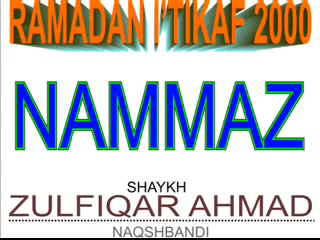 RAMADAN I'TIKAF 2000
NAMMAZ
SHAYKH
ZULFIQAR AHMAD
NAQSHBANDI